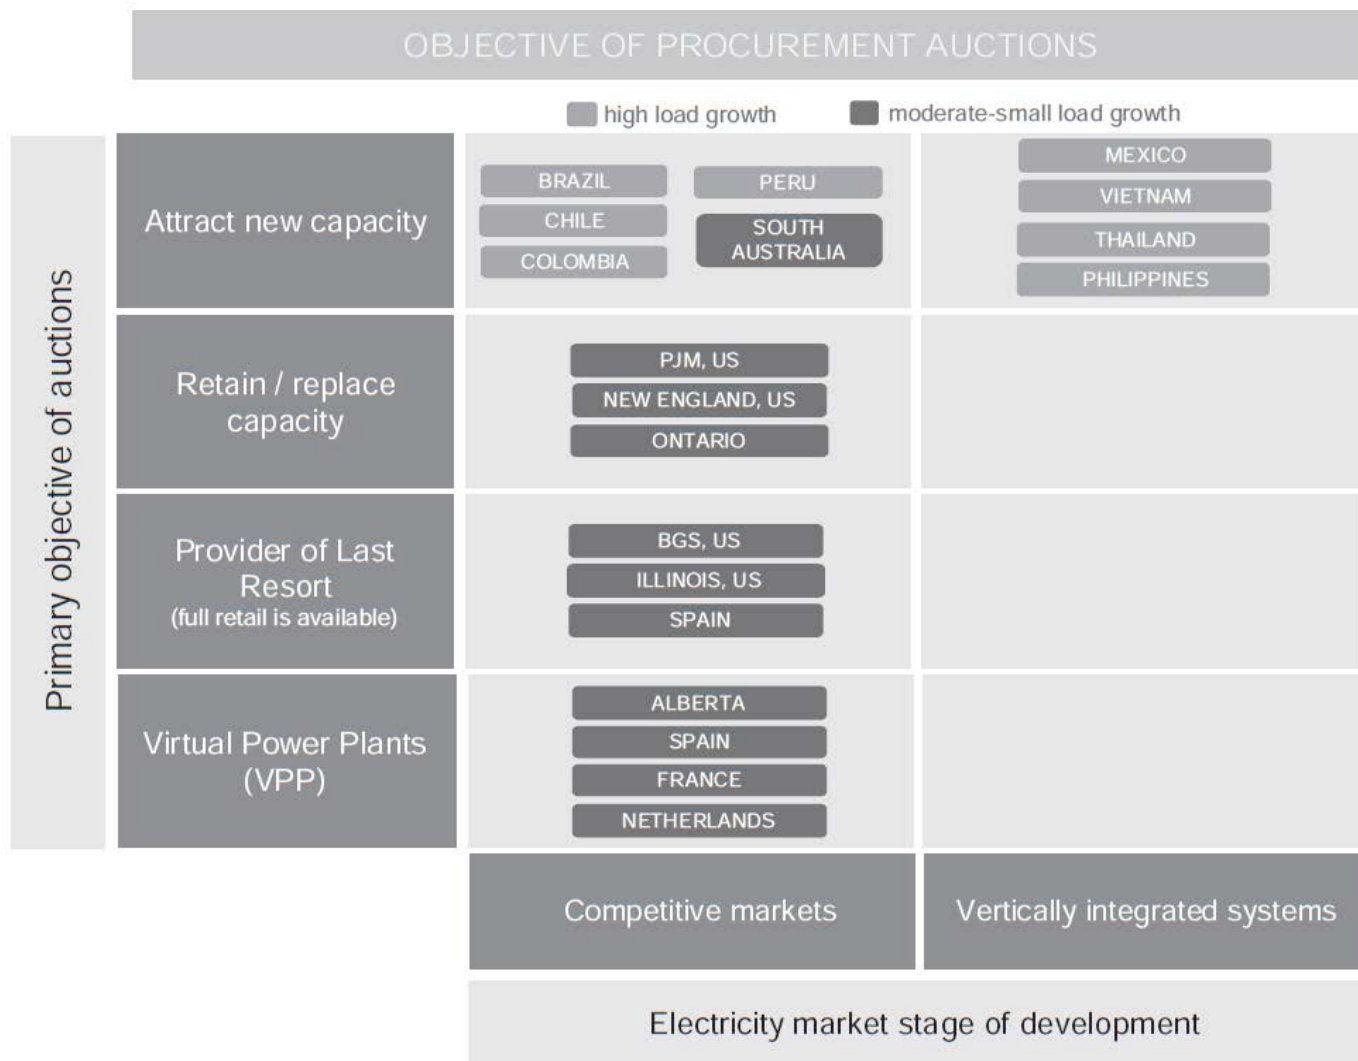 OBJECTIVE OF PROCUREMENT AUCTIONS
high load growth
moderate-small load growth
Primary objective of auctions
Attract new capacity
BRAZIL
CHILE
COLOMBIA
PERU
SOUTH
AUSTRALIA
MEXICO
VIETNAM
THAILAND
PHILIPPINES
Retain / replace
capacity
PJM, US
NEW ENGLAND, US
ONTARIO
Provider of Last
Resort
(full retail is available)
BGS, US
ILLINOIS, US
SPAIN
Virtual Power Plants
(VPP)
ALBERTA
SPAIN
FRANCE
NETHERLANDS
Competitive markets
Vertically integrated systems
Electricity market stage of development